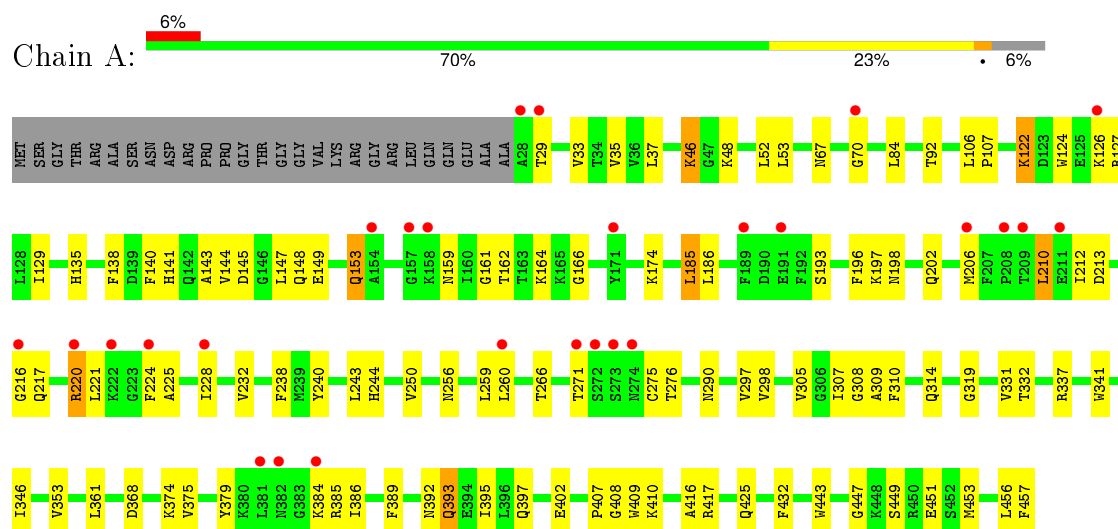 6%
Chain A:
70% 23% • 6%
MET SER GLY THR ARG ALA SER ASN ASP ARG PRO PRO GLY THR GLY GLY VAL LYS ARG GLY ARG LEU GLN GLN GLU ALA ALA A28 T29 V33 T34 V35 V36 L37 K46 G47 K48 L52 L53 N67 G70 L84 T92 L106 P107 K122 D123 W124 E125 K126 R127
L128 I129 H135 F138 D139 F140 H141 Q142 A143 V144 D145 G146 L147 Q148 E149 Q153 A154 G157 K158 N159 I160 G161 T162 T163 K164 K165 G166 Y171 K174 L185 L186 F189 D190 E191 F192 S193 F196 K197 N198 Q202 M206 F207 P208 T209 L210 E211 I212 D213
G216 Q217 R220 L221 K222 G223 F224 A225 I228 V232 F238 M239 Y240 L243 H244 V250 N256 L259 L260 T266 T271 S272 S273 N274 C275 T276 N290 V297 V298 V305 G306 I307 G308 A309 F310 Q314 G319 V331 T332 R337 W341
I346 V353 L361 D368 K374 V375 Y379 K380 L381 N382 G383 K384 R385 I386 F389 N392 Q393 E394 I395 L396 Q397 E402 P407 G408 W409 K410 A416 R417 Q425 F432 W443 G447 K448 S449 R450 E451 S452 L456 F457